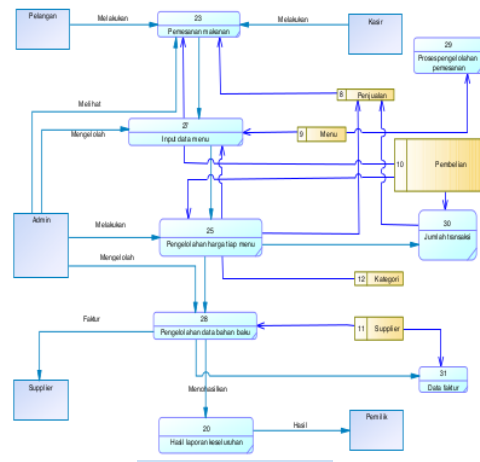 Pelangan
Melakukan
23
Pemesanan makanan
Melakukan
Kasir
29
Prosespengelolahan
pemesanan
8 Penjualan
Melihat
27
Input data menu
9 Menu
Mengelolah
10 Pembelian
Admin
Melakukan
25
Pengelolahan harga tiap menu
30
Jumlah transaksi
Mengelolah
12 Kategori
28
Pengelolahan data bahan baku
11 Supplier
Faktur
Supplier
31
Data faktur
Menghasilkan
20
Hasil laporan keseluruhan
Hasil
Pemilik